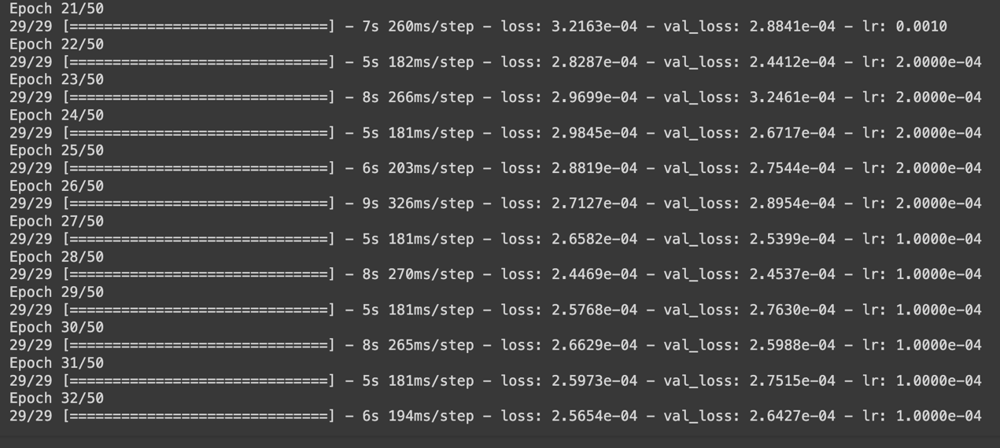 Epoch 21/50
29/29 [==============================] - 7s 260ms/step - loss: 3.2163e-04 - val_loss: 2.8841e-04 - lr: 0.0010
Epoch 22/50
29/29 [==============================] - 5s 182ms/step - loss: 2.8287e-04 - val_loss: 2.4412e-04 - lr: 2.0000e-04
Epoch 23/50
29/29 [==============================] - 8s 266ms/step - loss: 2.9699e-04 - val_loss: 3.2461e-04 - lr: 2.0000e-04
Epoch 24/50
29/29 [==============================] - 5s 181ms/step - loss: 2.9845e-04 - val_loss: 2.6717e-04 - lr: 2.0000e-04
Epoch 25/50
29/29 [==============================] - 6s 203ms/step - loss: 2.8819e-04 - val_loss: 2.7544e-04 - lr: 2.0000e-04
Epoch 26/50
29/29 [==============================] - 9s 326ms/step - loss: 2.7127e-04 - val_loss: 2.8954e-04 - lr: 2.0000e-04
Epoch 27/50
29/29 [==============================] - 5s 181ms/step - loss: 2.6582e-04 - val_loss: 2.5399e-04 - lr: 1.0000e-04
Epoch 28/50
29/29 [==============================] - 8s 270ms/step - loss: 2.4469e-04 - val_loss: 2.4537e-04 - lr: 1.0000e-04
Epoch 29/50
29/29 [==============================] - 5s 181ms/step - loss: 2.5768e-04 - val_loss: 2.7630e-04 - lr: 1.0000e-04
Epoch 30/50
29/29 [==============================] - 8s 265ms/step - loss: 2.6629e-04 - val_loss: 2.5988e-04 - lr: 1.0000e-04
Epoch 31/50
29/29 [==============================] - 5s 181ms/step - loss: 2.5973e-04 - val_loss: 2.7515e-04 - lr: 1.0000e-04
Epoch 32/50
29/29 [==============================] - 6s 194ms/step - loss: 2.5654e-04 - val_loss: 2.6427e-04 - lr: 1.0000e-04